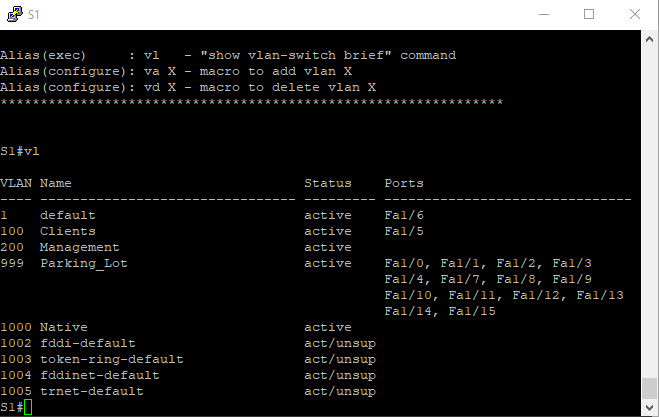 S1
Alias(exec)     : vl   - "show vlan-switch brief" command
Alias(configure): va X - macro to add vlan X
Alias(configure): vd X - macro to delete vlan X
***************************************************************
S1#vl
VLAN Name                             Status    Ports
---- -------------------------------- --------- -------------------------------
1    default                          active    Fa1/6
100  Clients                          active    Fa1/5
200  Management                       active
999  Parking_Lot                      active    Fa1/0, Fa1/1, Fa1/2, Fa1/3
                                                Fa1/4, Fa1/7, Fa1/8, Fa1/9
                                                Fa1/10, Fa1/11, Fa1/12, Fa1/13
                                                Fa1/14, Fa1/15
1000 Native                           active
1002 fddi-default                     act/unsup
1003 token-ring-default               act/unsup
1004 fddinet-default                  act/unsup
1005 trnet-default                    act/unsup
S1#